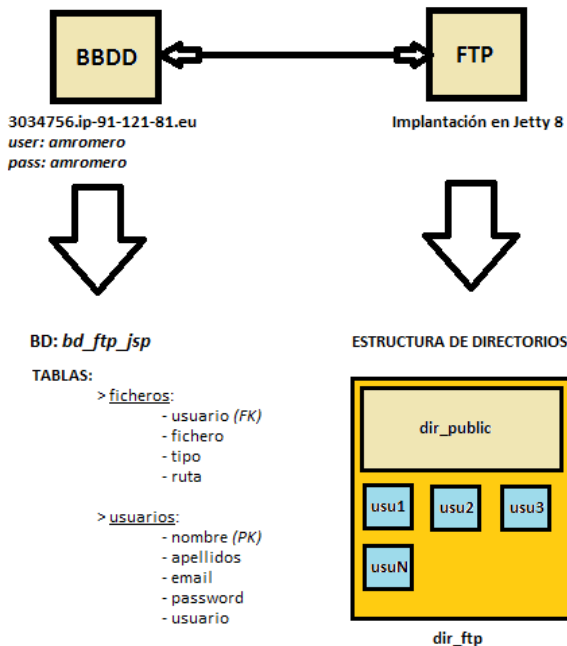 BBDD
FTP
3034756.ip-91-121-81.eu
user: amromero
pass: amromero
Implantación en Jetty 8
BD: bd_ftp_jsp
TABLAS:
> ficheros:
- usuario (FK)
- fichero
- tipo
- ruta
> usuarios:
- nombre (PK)
- apellidos
- email
- password
- usuario
ESTRUCTURA DE DIRECTORIOS
dir_public
usu1
usu2
usu3
usuN
dir_ftp